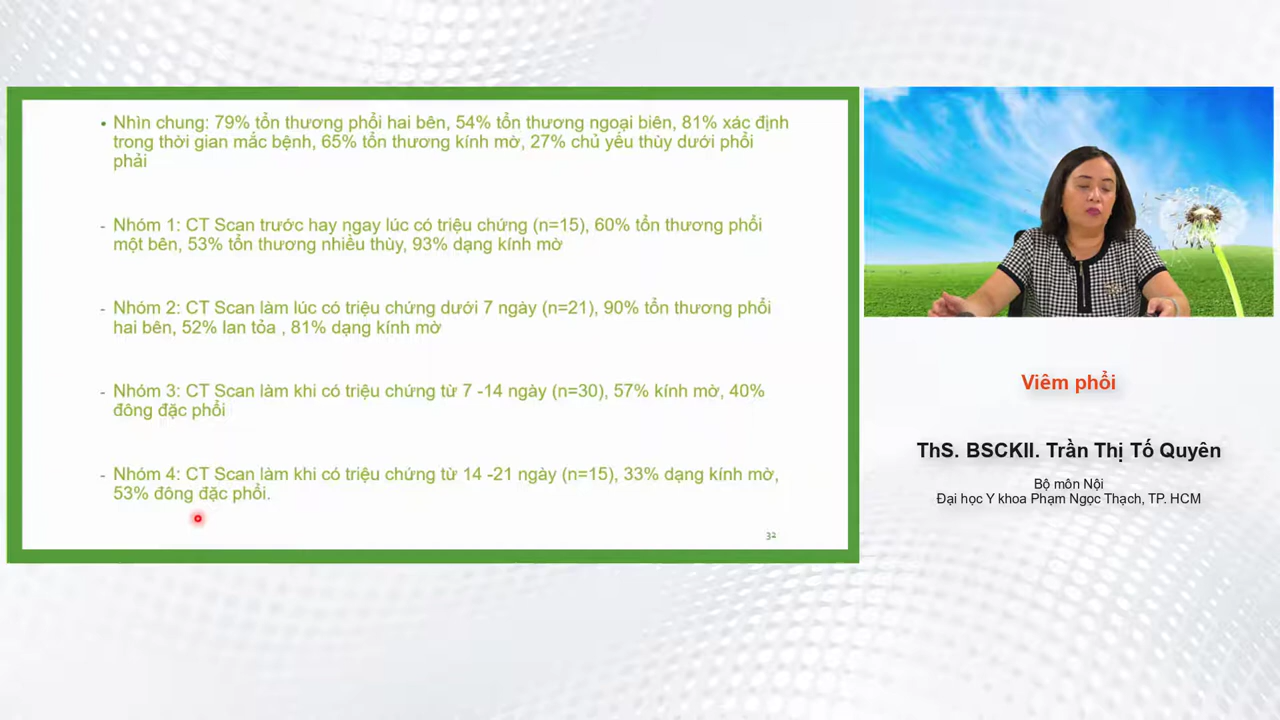 • Nhìn chung: 79% tổn thương phổi hai bên, 54% tổn thương ngoại biên, 81% xác định
trong thời gian mắc bệnh, 65% tổn thương kính mờ, 27% chủ yếu thùy dưới phổi
phải
- Nhóm 1: CT Scan trước hay ngay lúc có triệu chứng (n=15), 60% tổn thương phổi
một bên, 53% tổn thương nhiều thùy, 93% dạng kính mờ
- Nhóm 2: CT Scan làm lúc có triệu chứng dưới 7 ngày (n=21), 90% tổn thương phổi
hai bên, 52% lan tỏa , 81% dạng kính mờ
- Nhóm 3: CT Scan làm khi có triệu chứng từ 7 -14 ngày (n=30), 57% kính mờ, 40%
đông đặc phổi
- Nhóm 4: CT Scan làm khi có triệu chứng từ 14 -21 ngày (n=15), 33% dạng kính mờ,
53% đông đặc phổi.
32
Viêm phổi
ThS. BSCKII. Trần Thị Tố Quyên
Bộ môn Nội
Đại học Y khoa Phạm Ngọc Thạch, TP. HCM